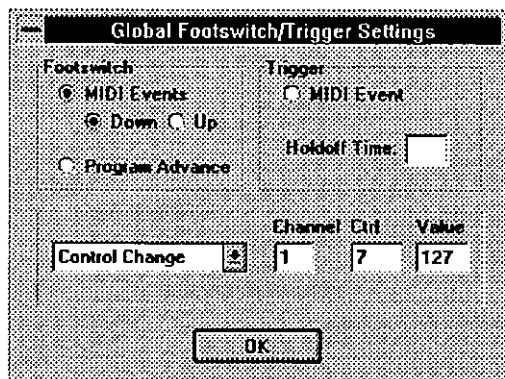 Global Footswitch/Trigger Settings
Footswitch
MIDI Events
Down Up
Program Advance
Trigger
MIDI Event
Holdoff Time:
Channel Ctrl Value
Control Change 1 7 127
OK